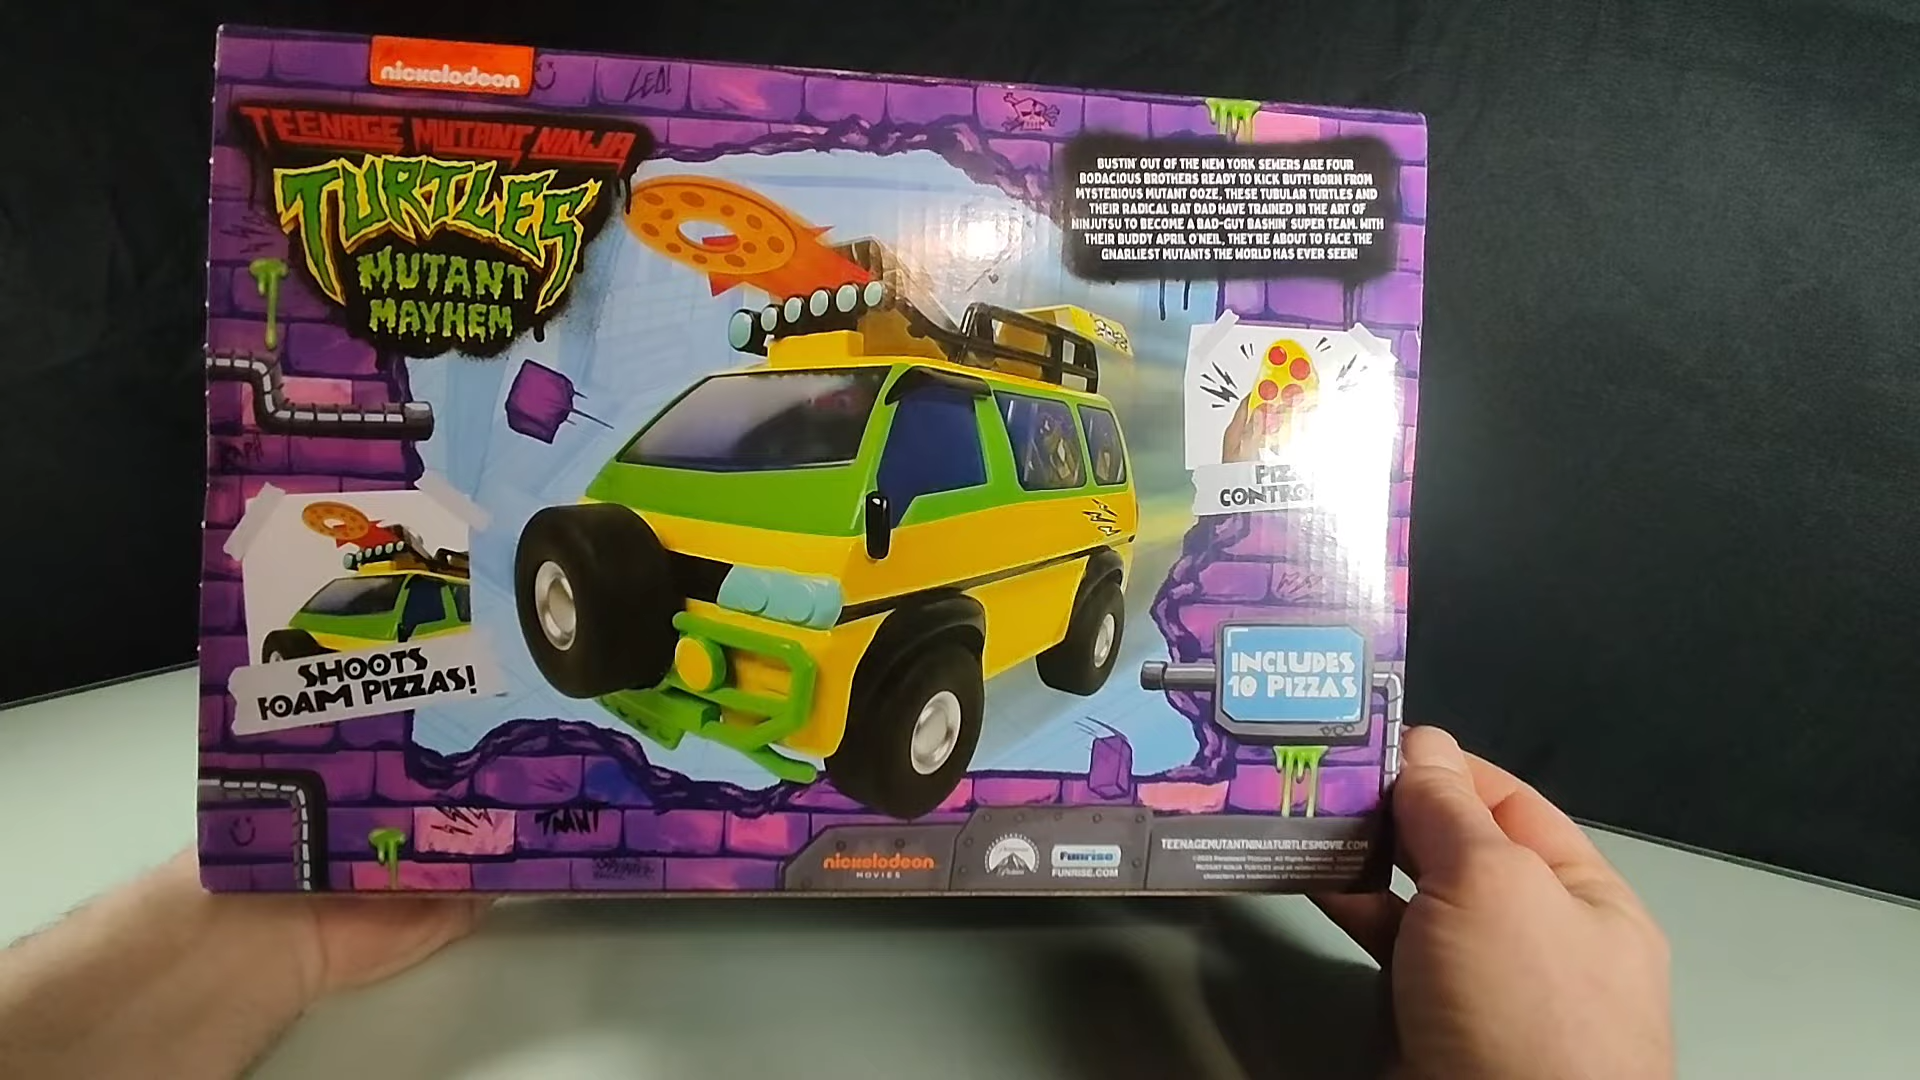 nickelodeon
LEO!
TEENAGE MUTANT NINJA
TURTLES
MUTANT
MAYHEM
BUSTIN' OUT OF THE NEW YORK SEWERS ARE FOUR
BODACIOUS BROTHERS READY TO KICK BUTT! BORN FROM
MYSTERIOUS MUTANT OOZE, THESE TUBULAR TURTLES AND
THEIR RADICAL RAT DAD HAVE TRAINED IN THE ART OF
NINJUTSU TO BECOME A BAD-GUY BASHIN' SUPER TEAM. WITH
THEIR BUDDY APRIL O'NEIL, THEY'RE ABOUT TO FACE THE
GNARLIEST MUTANTS THE WORLD HAS EVER SEEN!
RAPH
SHOOTS
FOAM PIZZAS!
INCLUDES
10 PIZZAS
TMNT
nickelodeon
MOVIES
Paramount
Funrise
FUNRISE.COM
TEENAGEMUTANTNINJATURTLESMOVIE.COM